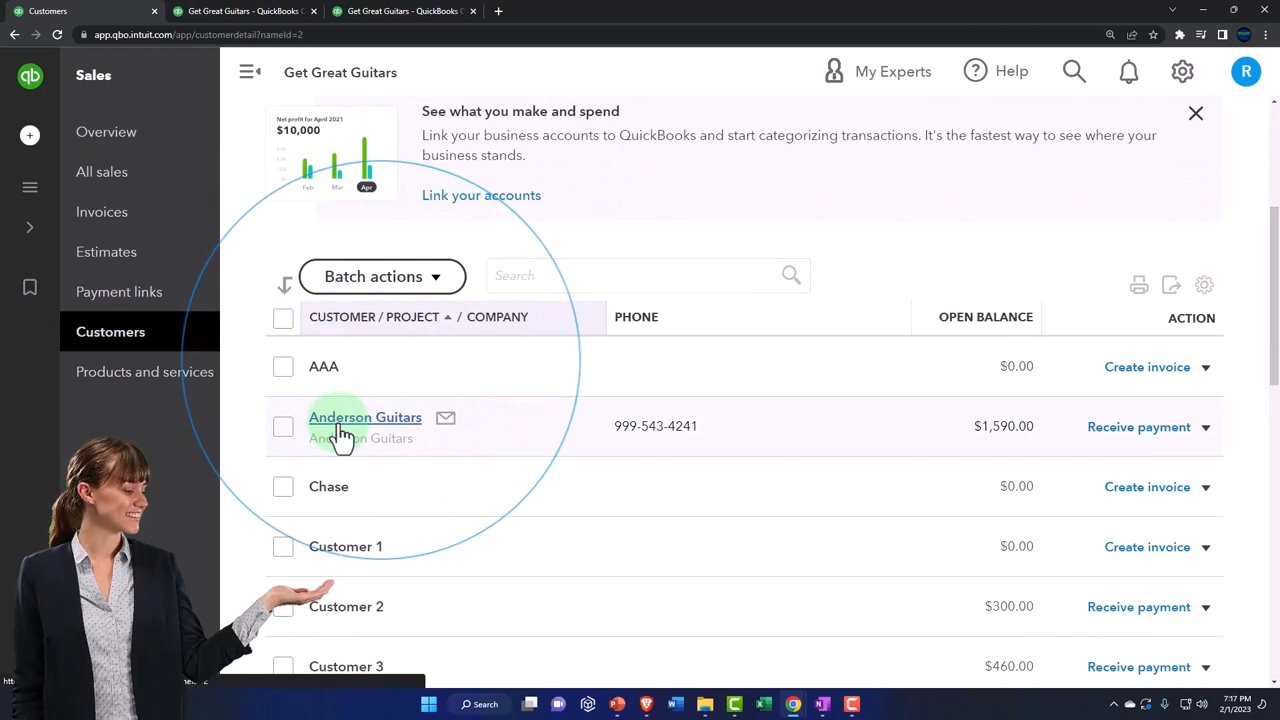 Customers
Get Great Guitars - QuickBooks C
Get Great Guitars - QuickBooks C
app.qbo.intuit.com/app/customerdetail?nameId=2
qb
Sales
Get Great Guitars
My Experts
Help
R
Overview
All sales
Invoices
Estimates
Payment links
Customers
Products and services
Net profit for April 2021
$10,000
Feb
Mar
Apr
See what you make and spend
Link your business accounts to QuickBooks and start categorizing transactions. It's the fastest way to see where your
business stands.
Link your accounts
Batch actions
Search
CUSTOMER / PROJECT / COMPANY
PHONE
OPEN BALANCE
ACTION
AAA
$0.00
Create invoice
Anderson Guitars
Anderson Guitars
999-543-4241
$1,590.00
Receive payment
Chase
$0.00
Create invoice
Customer 1
$0.00
Create invoice
Customer 2
$300.00
Receive payment
Customer 3
$460.00
Receive payment
Search
7:17 PM
2/1/2023